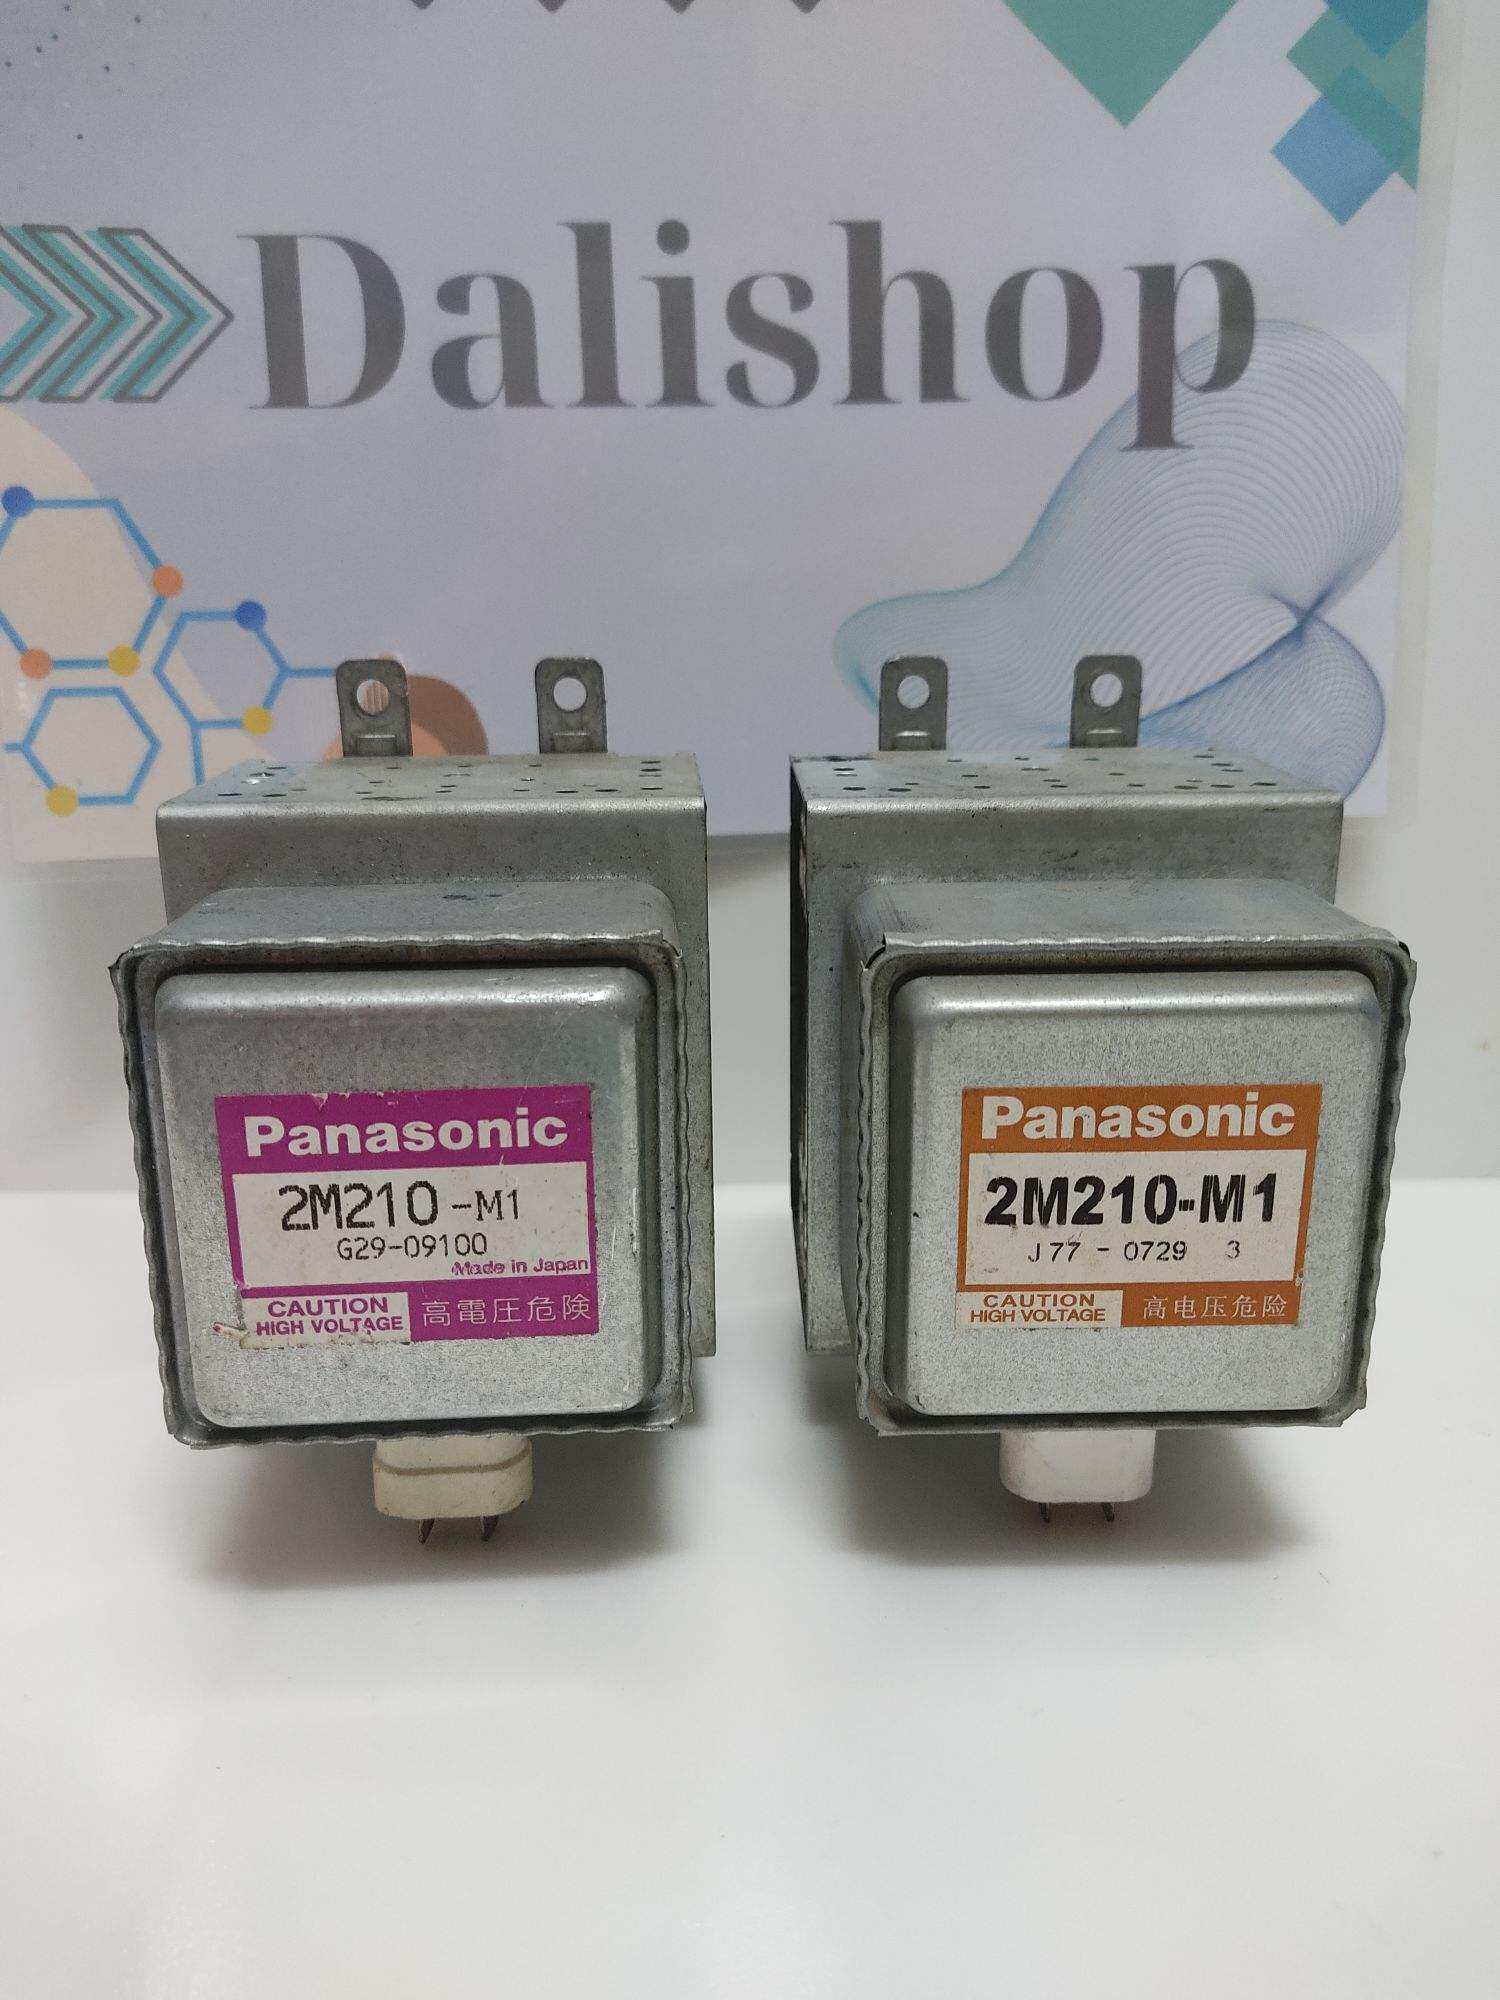 Dalishop
Panasonic
2M210-M1
G29-09100
Made in Japan
CAUTION
HIGH VOLTAGE
高電圧危険
Panasonic
2M210-M1
J77-0729 3
CAUTION
HIGH VOLTAGE
高电压危险